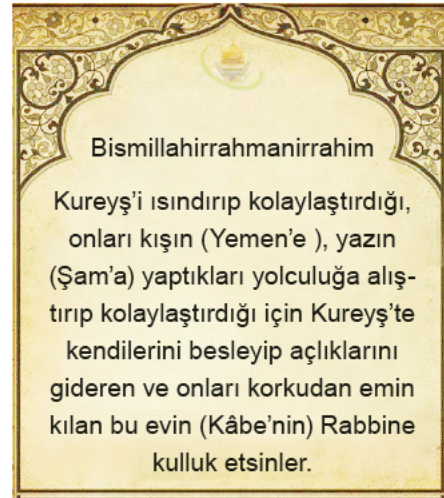 Bismillahirrahmanirrahim
Kureyş'i ısındırıp kolaylaştırdığı,
onları kışın (Yemen'e ), yazın
(Şam'a) yaptıkları yolculuğa alış-
tırıp kolaylaştırdığı için Kureyş'te
kendilerini besleyip açlıklarını
gideren ve onları korkudan emin
kılan bu evin (Kâbe'nin) Rabbine
kulluk etsinler.